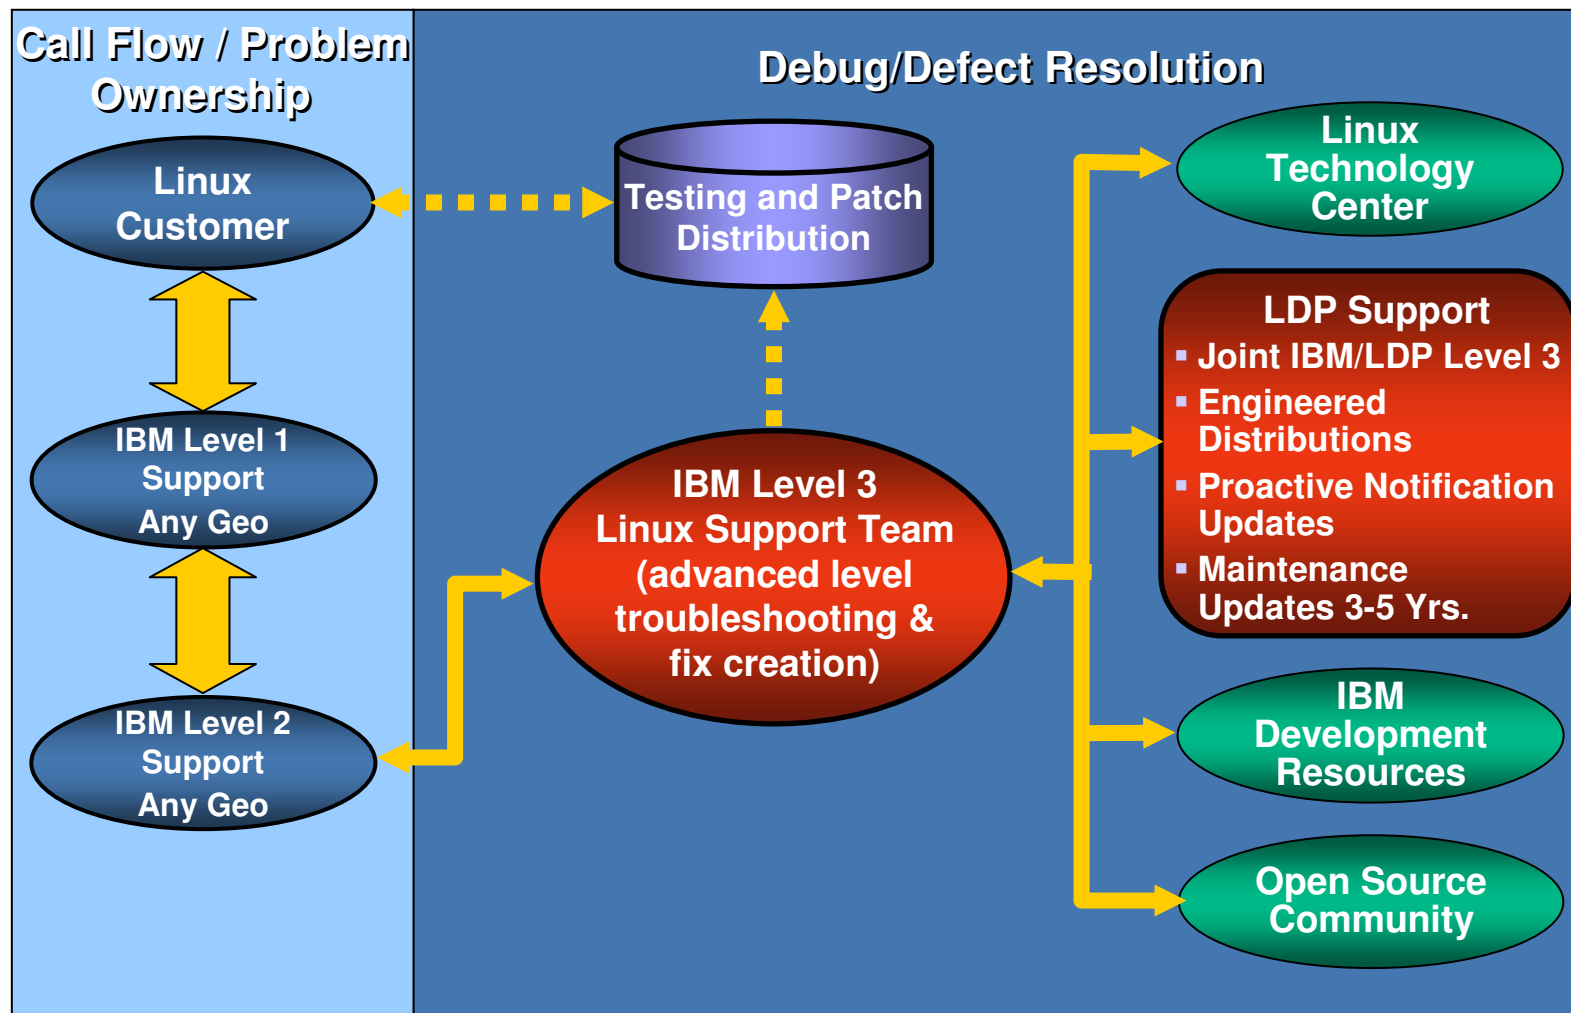 Call Flow / Problem
Ownership
Linux
Customer
IBM Level 1
Support
Any Geo
IBM Level 2
Support
Any Geo
Debug/Defect Resolution
Testing and Patch
Distribution
IBM Level 3
Linux Support Team
(advanced level
troubleshooting &
fix creation)
Linux
Technology
Center
LDP Support
▪ Joint IBM/LDP Level 3
▪ Engineered
Distributions
▪ Proactive Notification
Updates
▪ Maintenance
Updates 3-5 Yrs.
IBM
Development
Resources
Open Source
Community